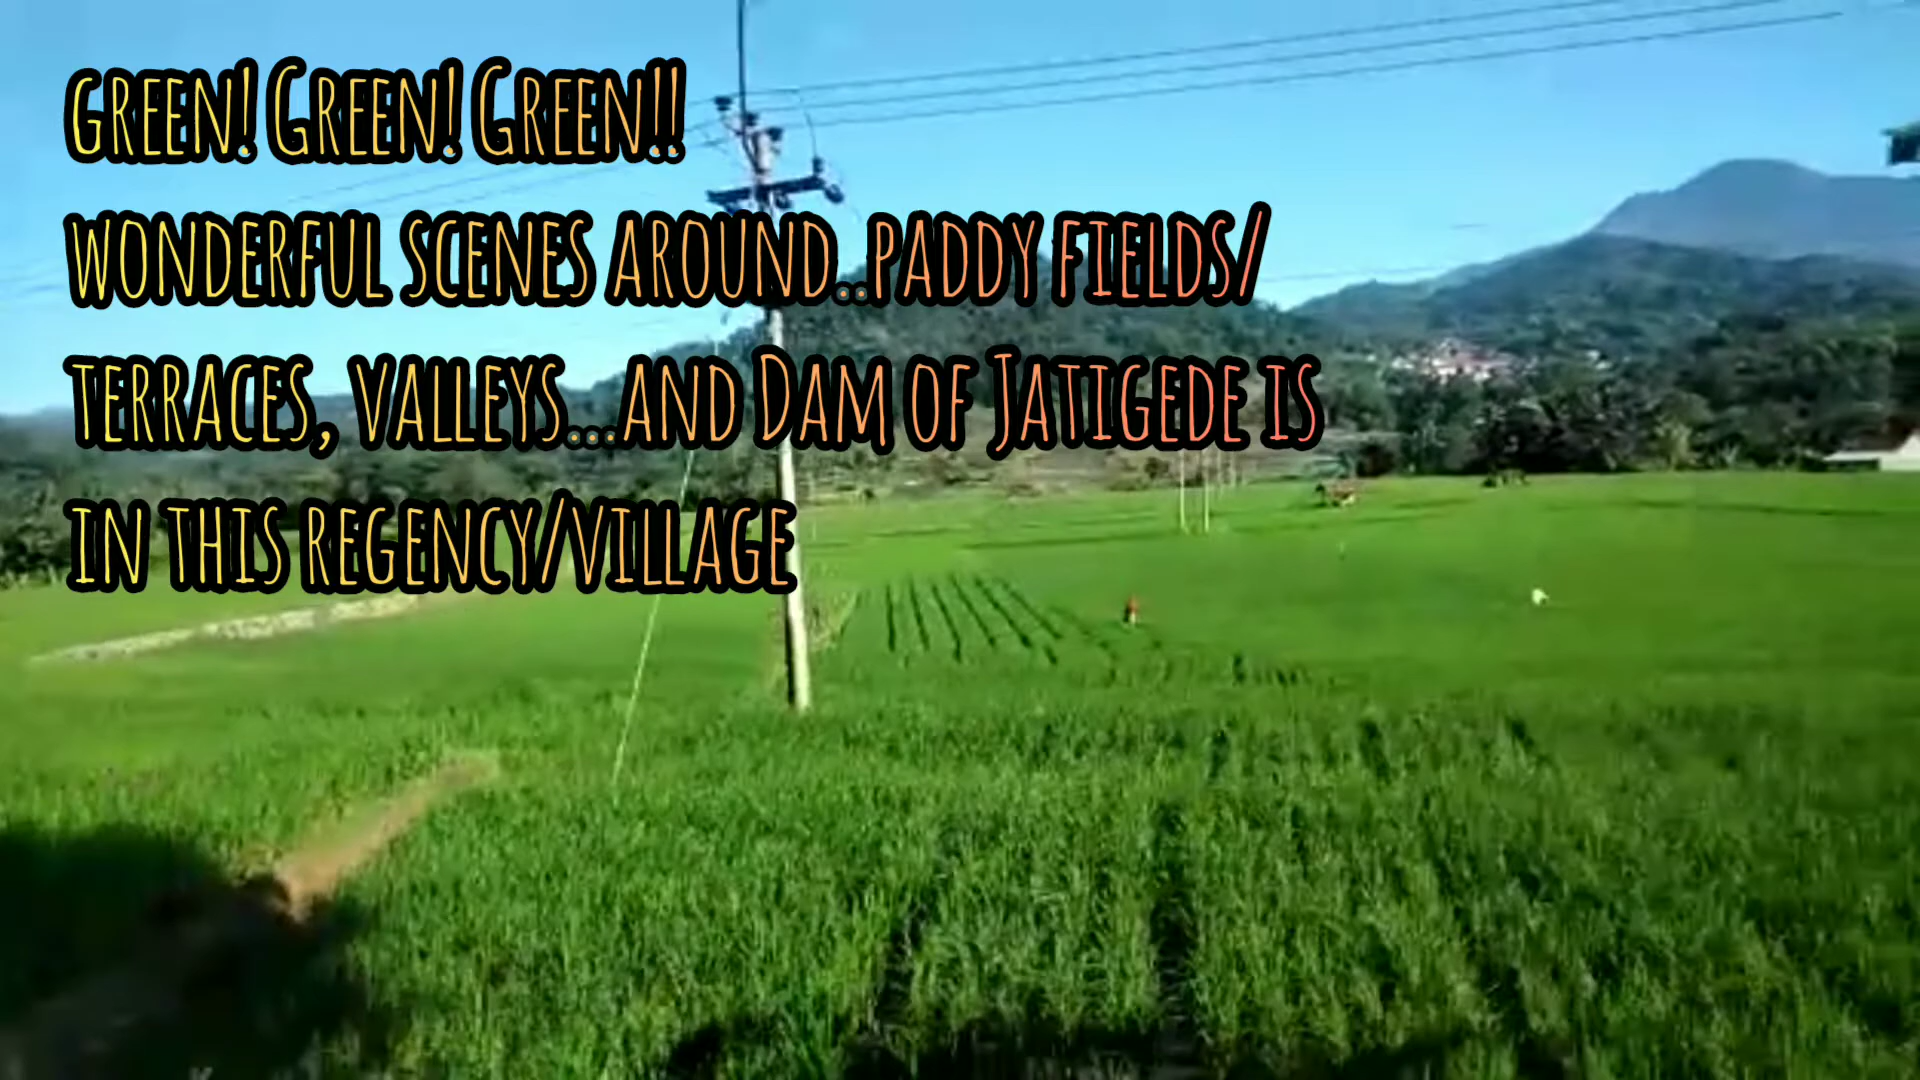 GREEN! GREEN! GREEN!!
WONDERFUL SCENES AROUND..PADDY FIELDS/
TERRACES, VALLEYS...AND DAM OF JATIGEDE IS
IN THIS REGENCY/VILLAGE